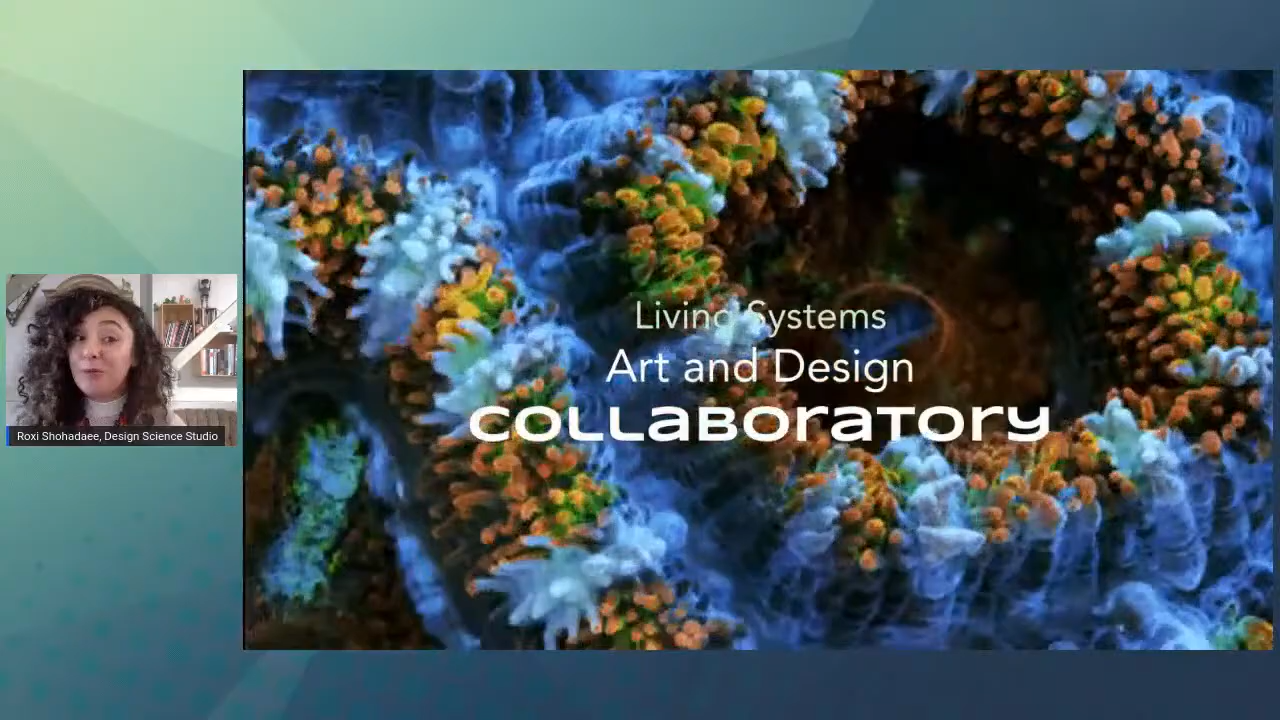 Roxi Shohadaee, Design Science Studio
Living Systems
Art and Design
COLLABORATORY